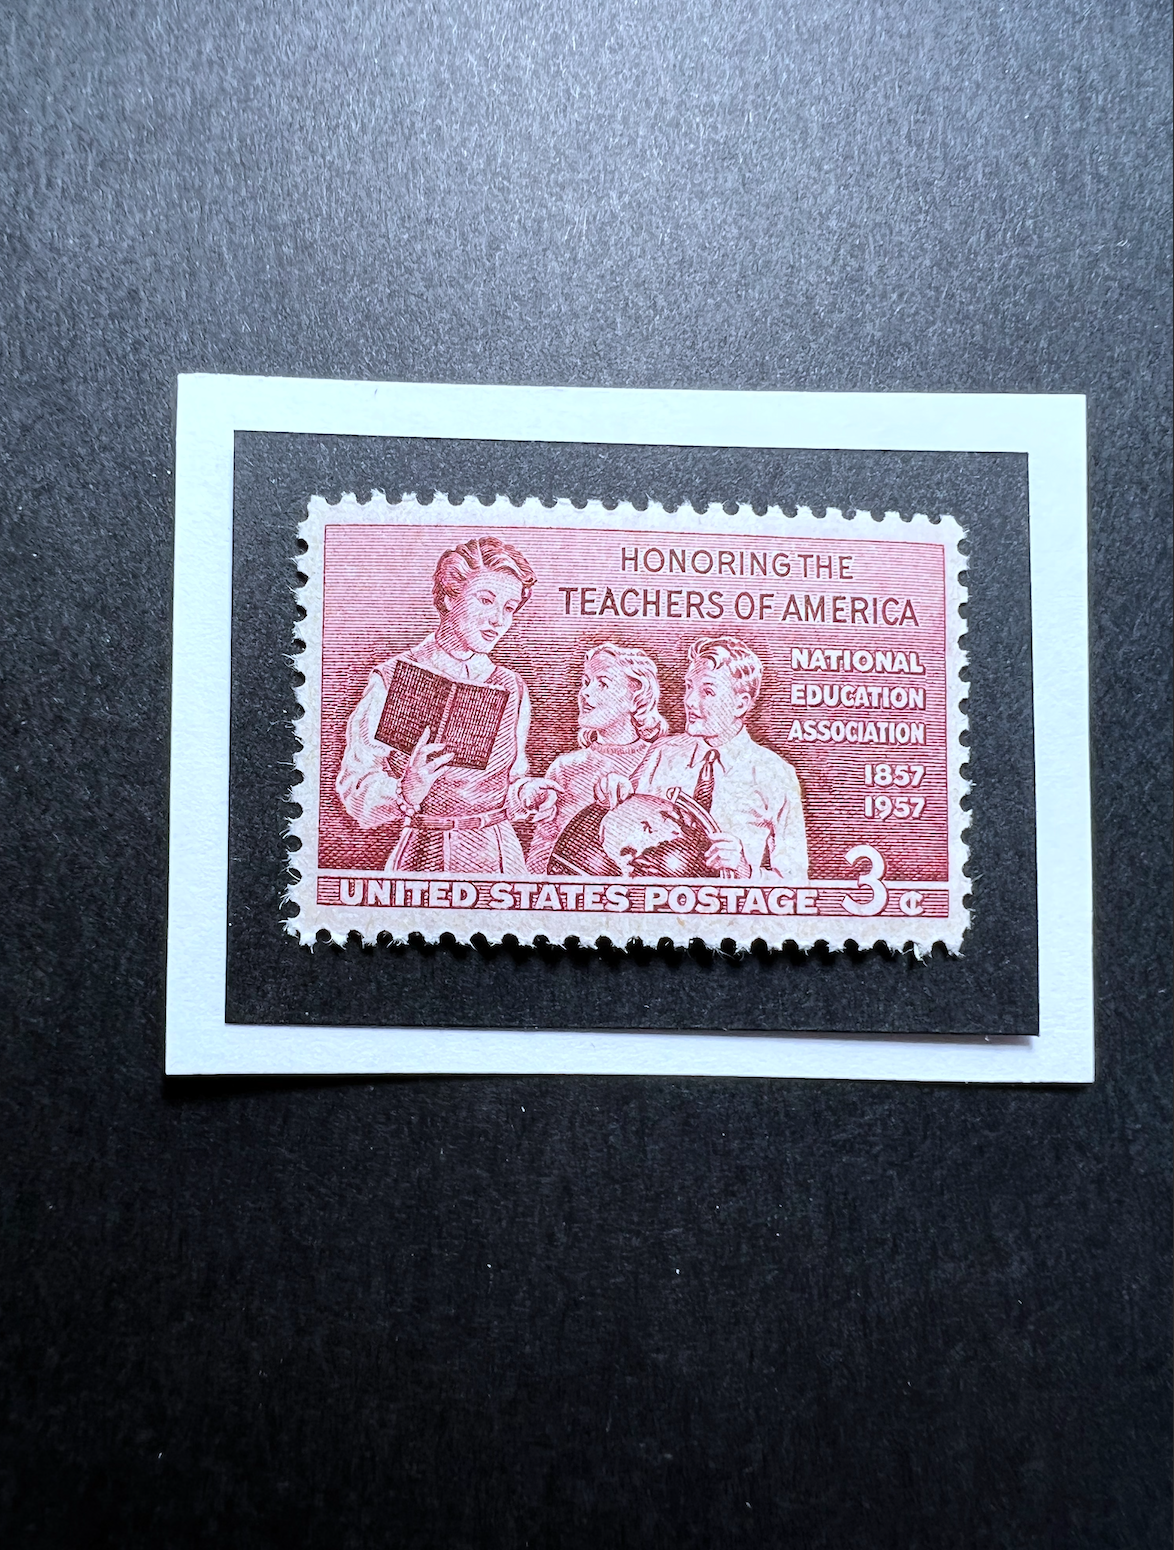 HONORING THE
TEACHERS OF AMERICA
NATIONAL
EDUCATION
ASSOCIATION
1857
1957
UNITED STATES POSTAGE 3¢